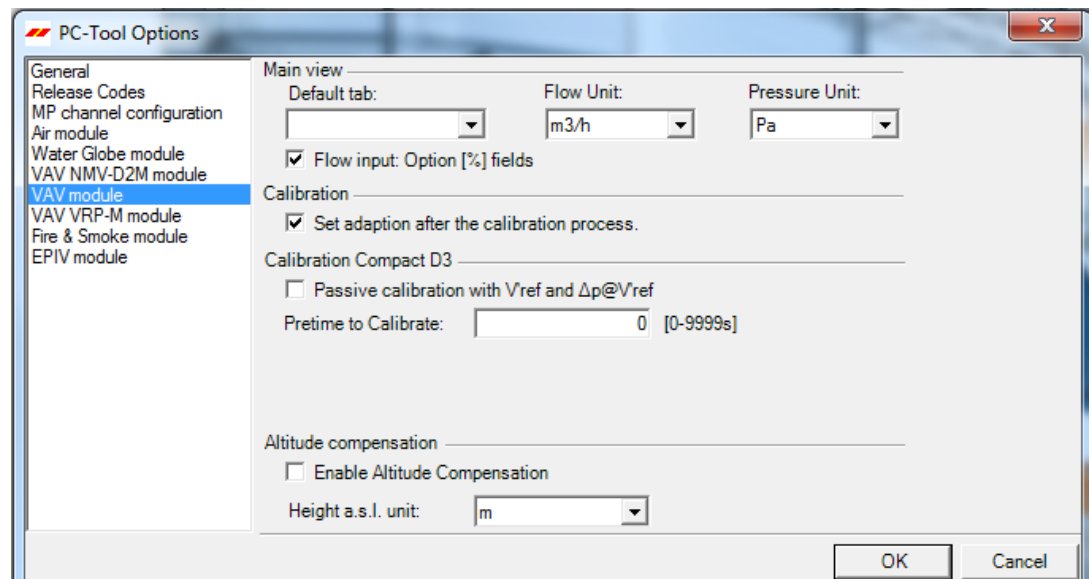 PC-Tool Options
General
Release Codes
MP channel configuration
Air module
Water Globe module
VAV NMV-D2M module
VAV module
VAV VRP-M module
Fire & Smoke module
EPIV module
Main view
Default tab: Flow Unit: Pressure Unit:
m3/h Pa
Flow input: Option [%] fields
Calibration
Set adaption after the calibration process.
Calibration Compact D3
Passive calibration with V'ref and Δp@V'ref
Pretime to Calibrate: 0 [0-9999s]
Altitude compensation
Enable Altitude Compensation
Height a.s.l. unit: m
OK Cancel